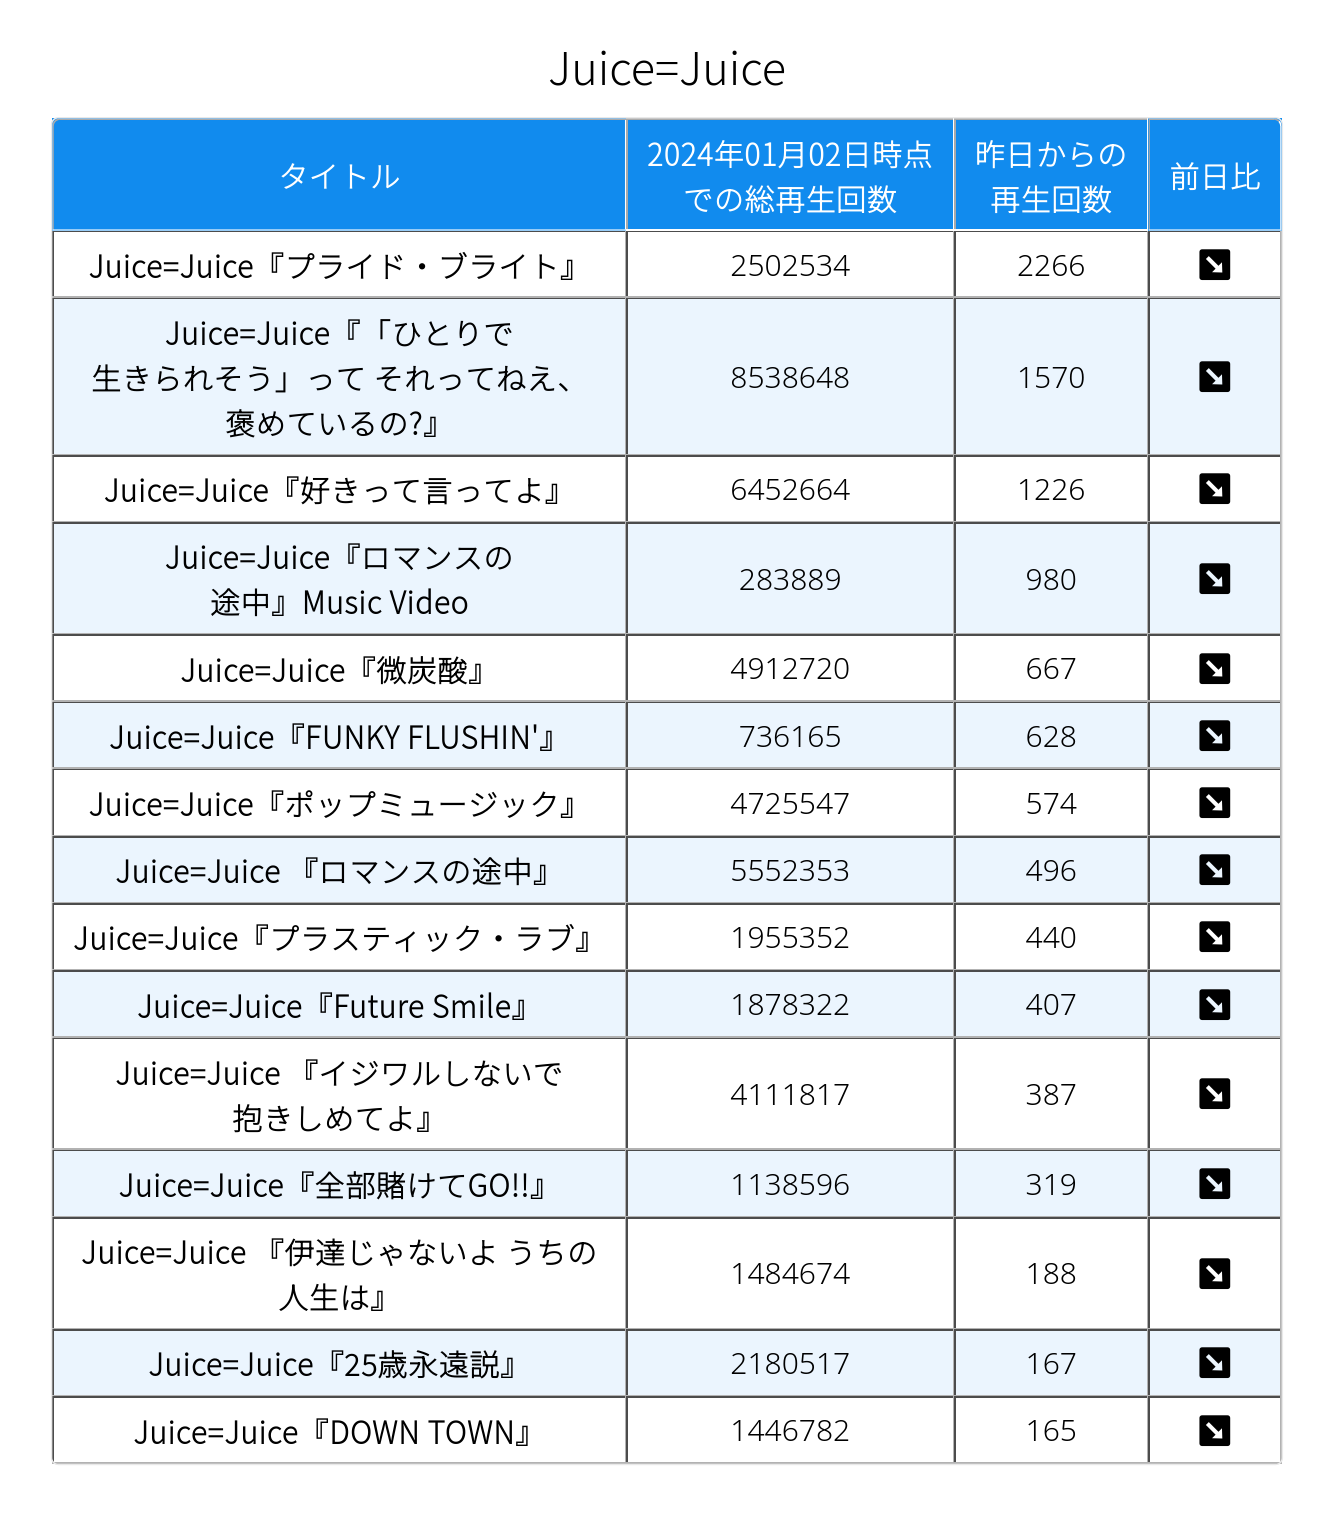 Juice=Juice
タイトル
2024年01月02日時点
での総再生回数
昨日からの
再生回数
前日比
Juice=Juice『プライド・ブライト』
2502534
2266
Juice=Juice『「ひとりで
生きられそう」って それってねえ、
褒めているの?』
8538648
1570
Juice=Juice『好きって言ってよ』
6452664
1226
Juice=Juice『ロマンスの
途中』Music Video
283889
980
Juice=Juice『微炭酸』
4912720
667
Juice=Juice『FUNKY FLUSHIN'』
736165
628
Juice=Juice『ポップミュージック』
4725547
574
Juice=Juice 『ロマンスの途中』
5552353
496
Juice=Juice『プラスティック・ラブ』
1955352
440
Juice=Juice『Future Smile』
1878322
407
Juice=Juice 『イジワルしないで
抱きしめてよ』
4111817
387
Juice=Juice『全部賭けてGO!!』
1138596
319
Juice=Juice 『伊達じゃないよ うちの
人生は』
1484674
188
Juice=Juice『25歳永遠説』
2180517
167
Juice=Juice『DOWN TOWN』
1446782
165